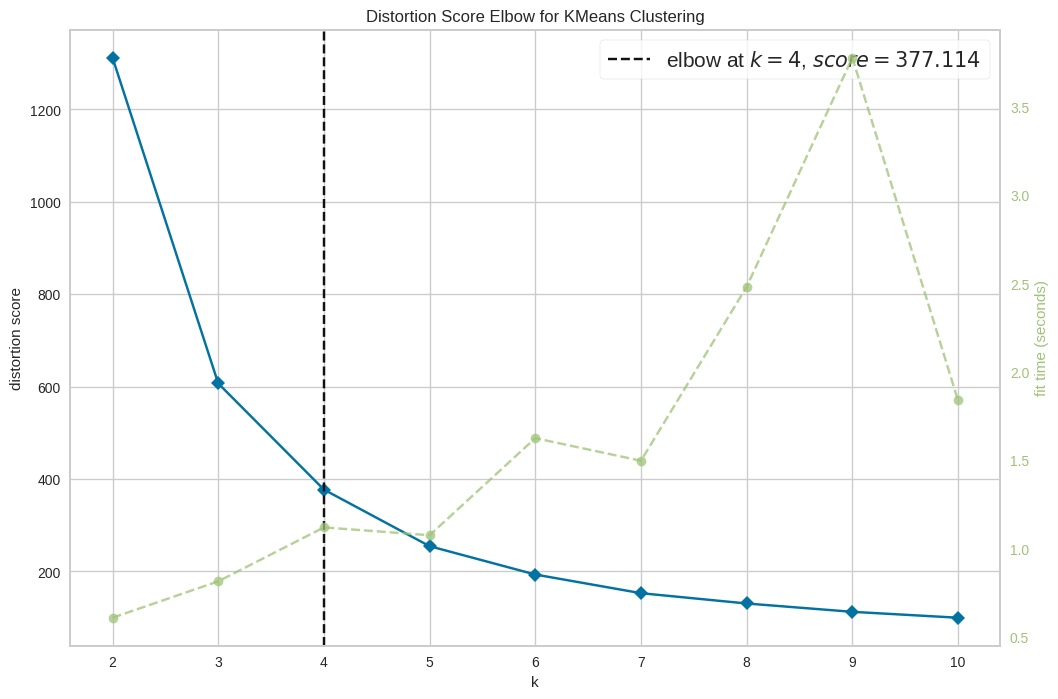 Distortion Score Elbow for KMeans Clustering
elbow at k = 4, score = 377.114
1200
1000
800
600
400
200
distortion score
3.5
3.0
2.5
2.0
1.5
1.0
0.5
fit time (seconds)
2 3 4 5 6 7 8 9 10
k